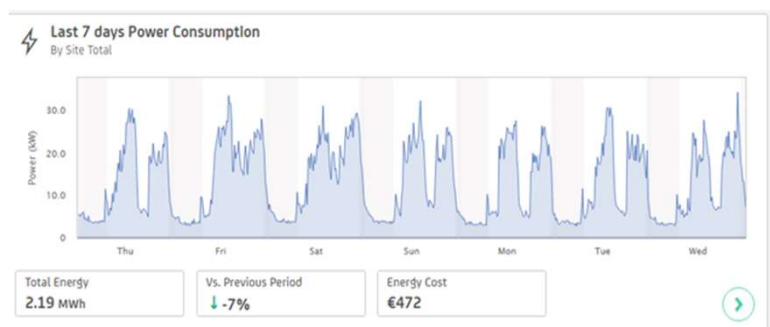 Last 7 days Power Consumption
By Site Total
Power (kW)
30.0
20.0
10.0
0
Thu Fri Sat Sun Mon Tue Wed
Total Energy
2.19 MWh
Vs. Previous Period
↓ -7%
Energy Cost
€472